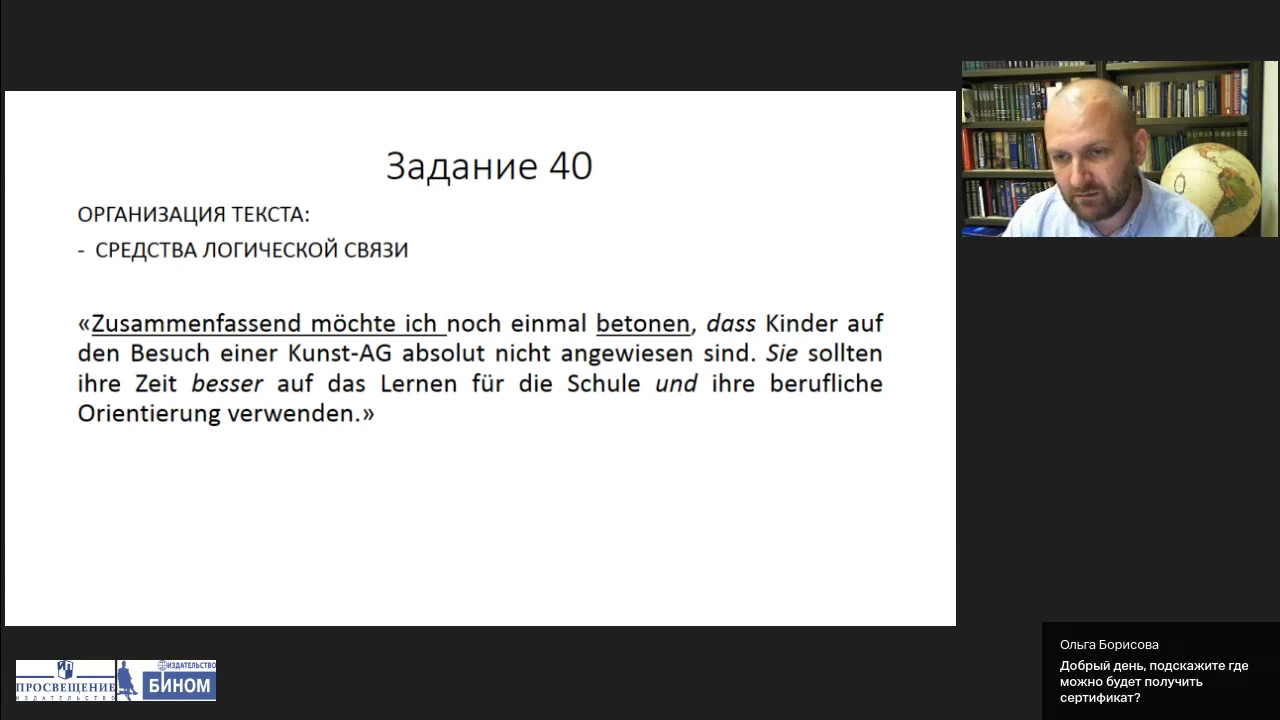 Задание 40
ОРГАНИЗАЦИЯ ТЕКСТА:
- СРЕДСТВА ЛОГИЧЕСКОЙ СВЯЗИ
«Zusammenfassend möchte ich noch einmal betonen, dass Kinder auf
den Besuch einer Kunst-AG absolut nicht angewiesen sind. Sie sollten
ihre Zeit besser auf das Lernen für die Schule und ihre berufliche
Orientierung verwenden.»
ПРОСВЕЩЕНИЕ
ИЗДАТЕЛЬСТВО
ИЗДАТЕЛЬСТВО
БИНОМ
Ольга Борисова
Добрый день, подскажите где
можно будет получить
сертификат?